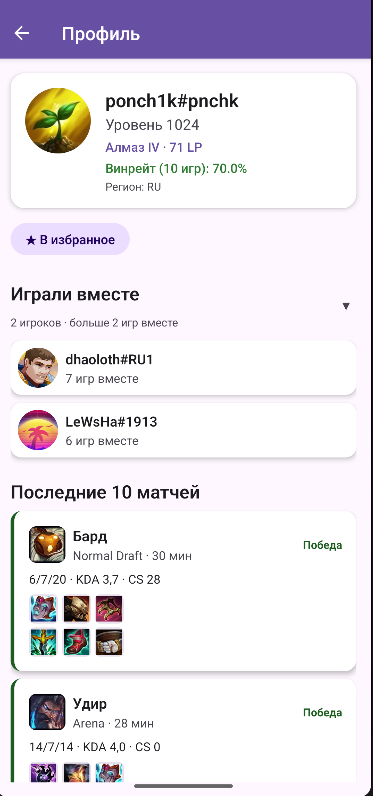 Профиль
ponch1k#pnchk
Уровень 1024
Алмаз IV · 71 LP
Винрейт (10 игр): 70.0%
Регион: RU
★ В избранное
Играли вместе
▼
2 игроков · больше 2 игр вместе
dhaoloth#RU1
7 игр вместе
LeWsHa#1913
6 игр вместе
Последние 10 матчей
Бард
Normal Draft · 30 мин
Победа
6/7/20 · KDA 3,7 · CS 28
Удир
Arena · 28 мин
Победа
14/7/14 · KDA 4,0 · CS 0